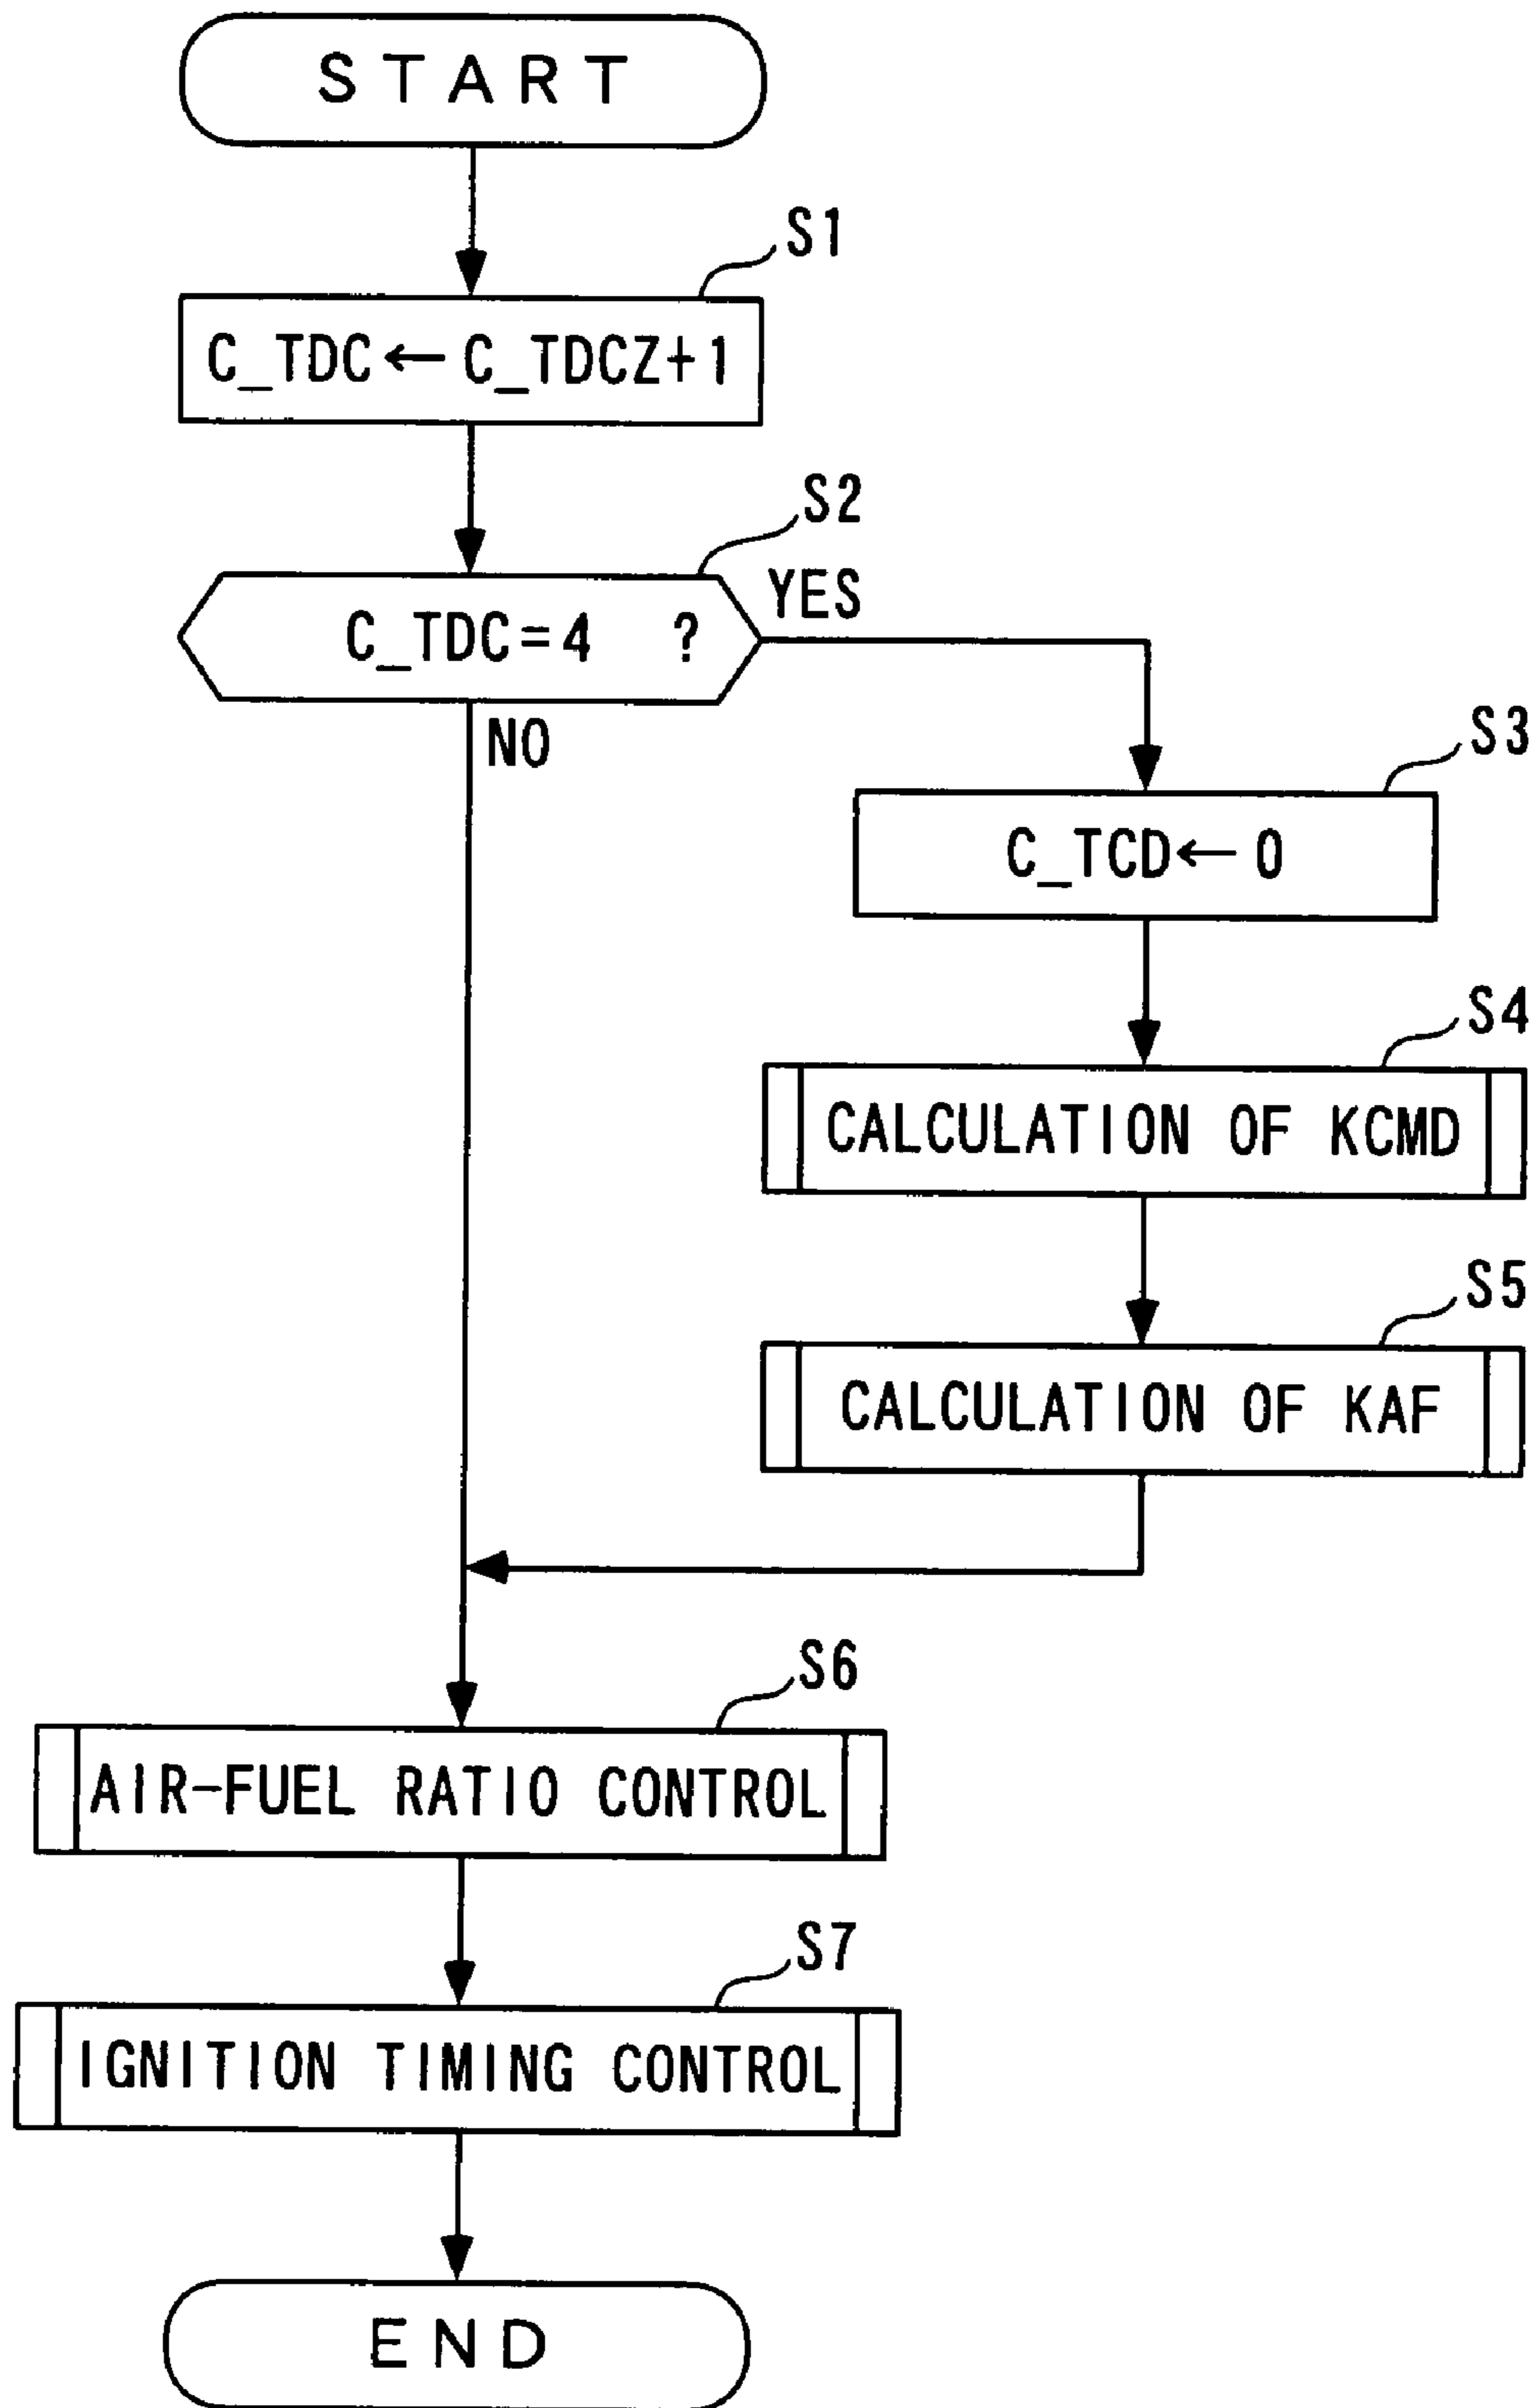 START
S1
C_TDC← C_TDCZ+1
S2
C_TDC=4 ?
YES
NO
S3
C_TCD← 0
S4
CALCULATION OF KCMD
S5
CALCULATION OF KAF
S6
AIR-FUEL RATIO CONTROL
S7
IGNITION TIMING CONTROL
END